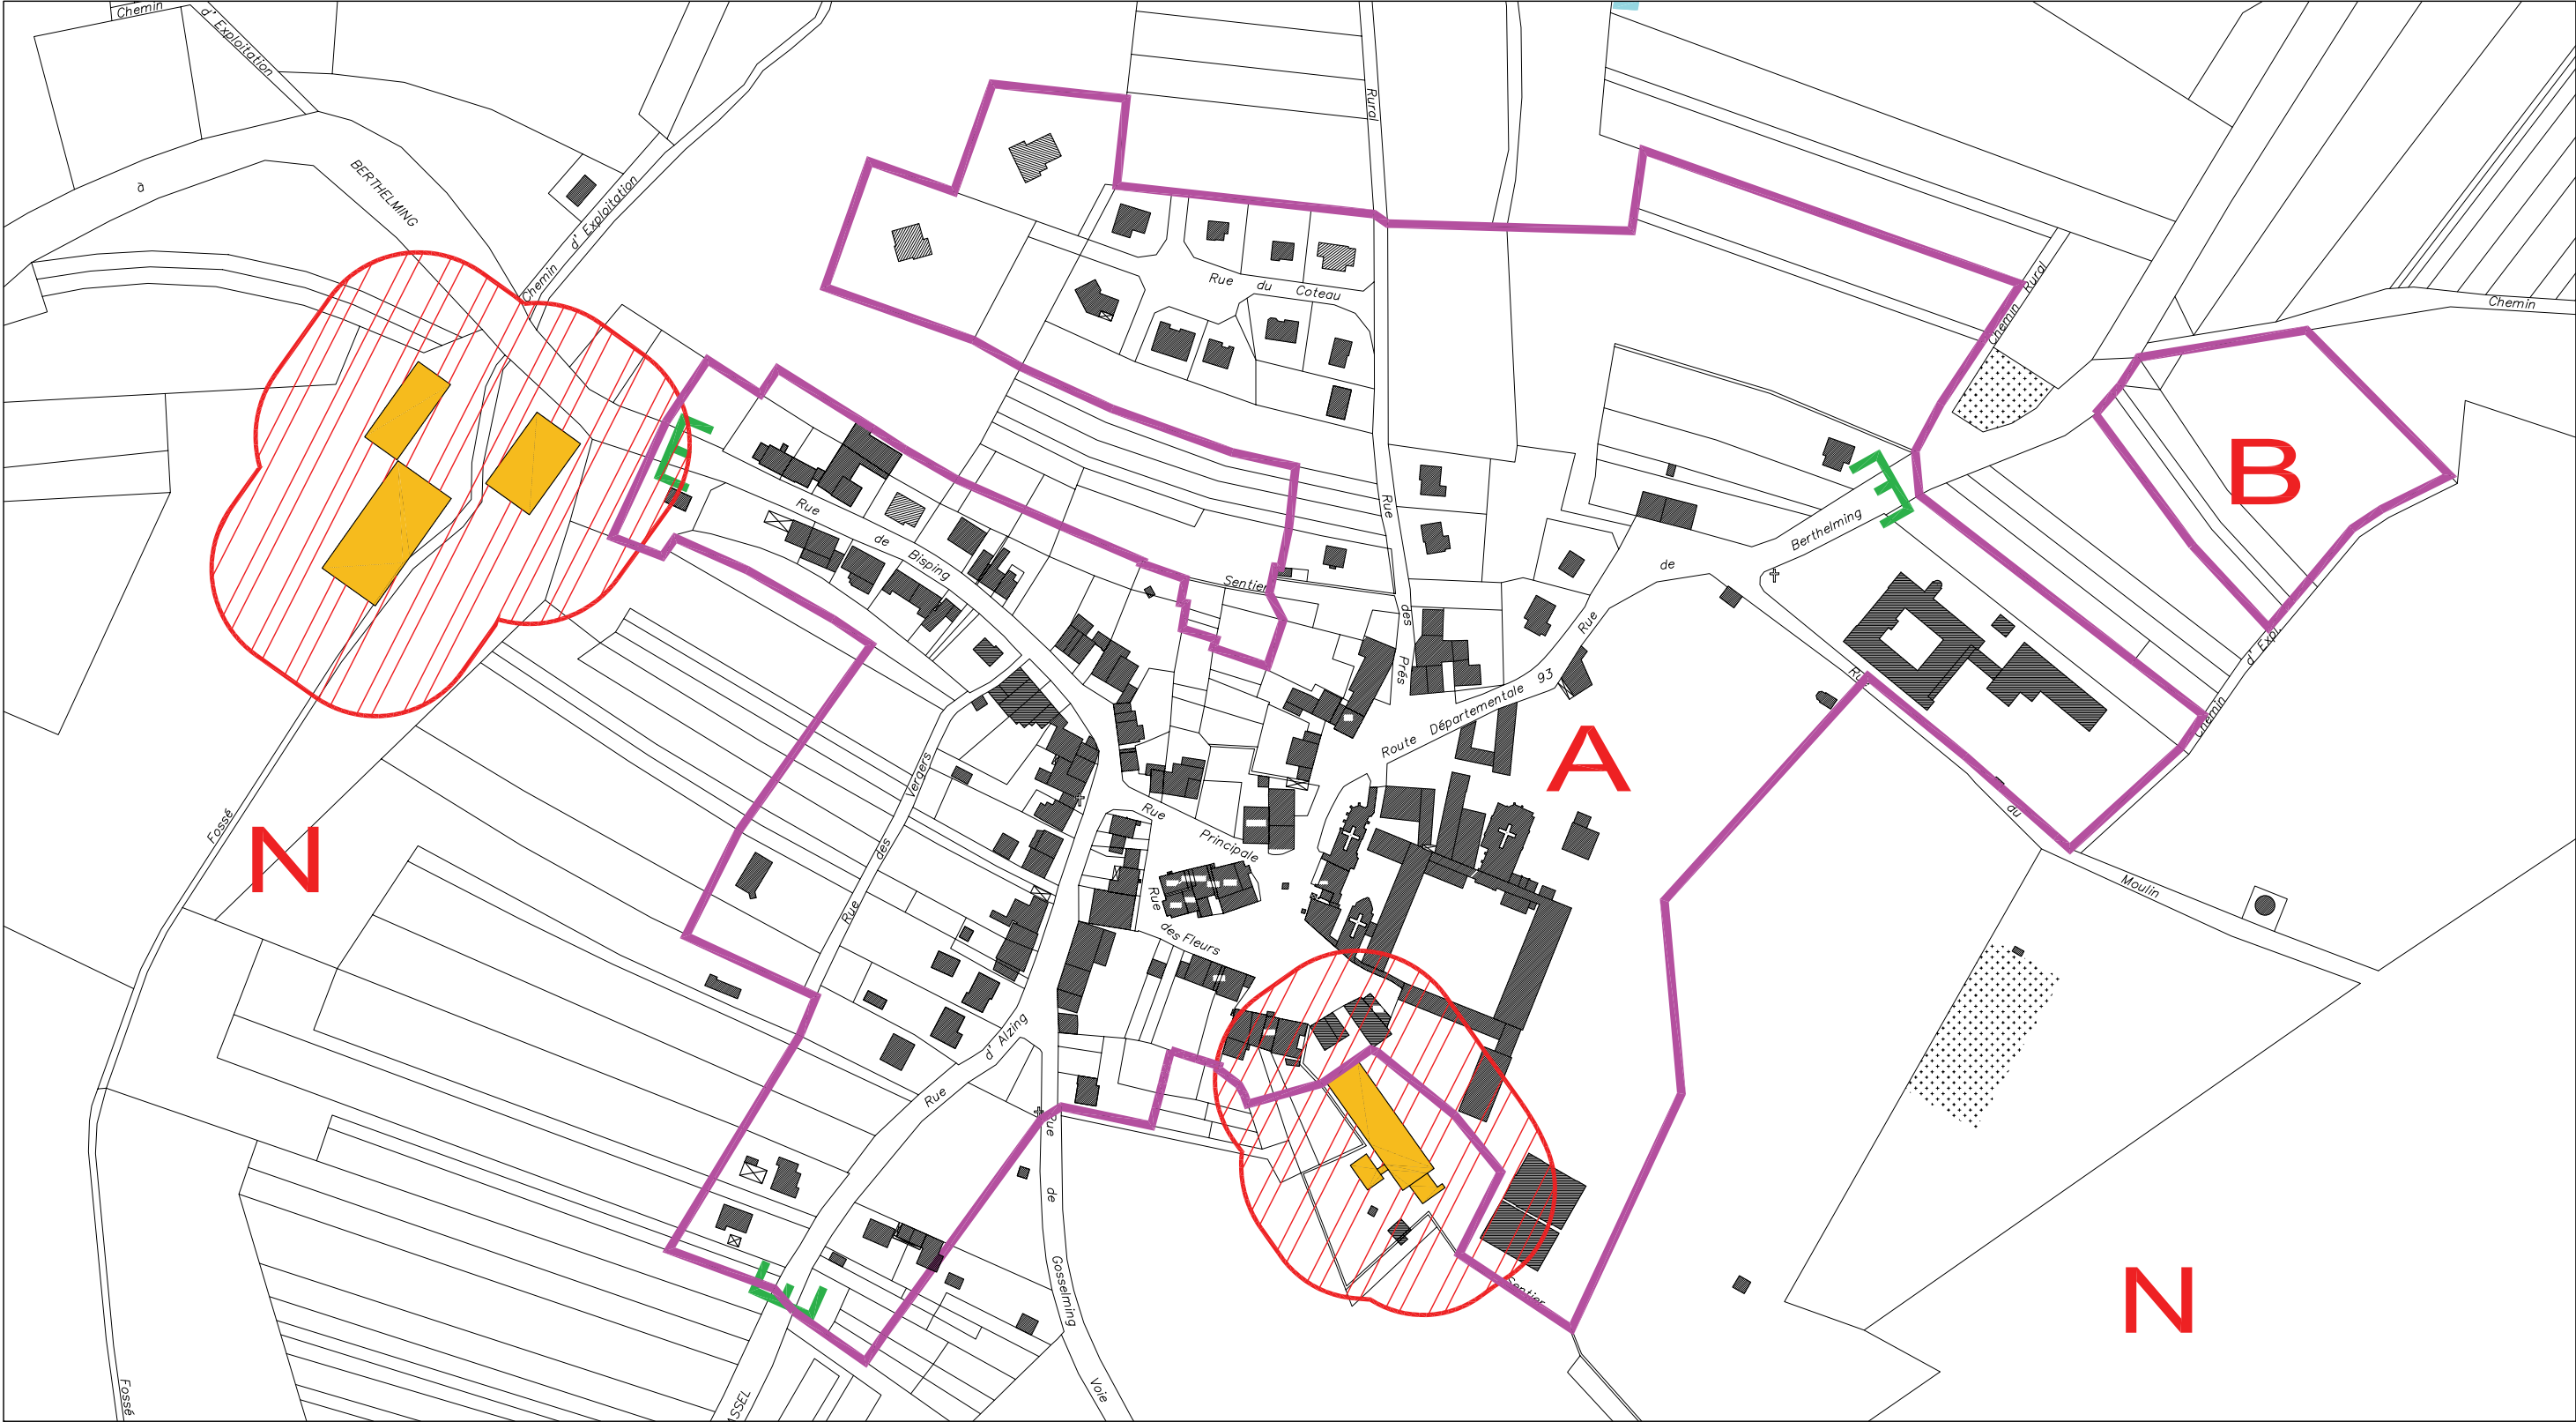 Chemin
d' Exploitation
à
BERTHELMING
Chemin
d' Exploitation
Rural
Rue
du
Coteau
Chemin
Rural
Chemin
B
Rue
de
Bisping
Sentier
Rue
des
Prés
Rue
de
Berthelming
Route
Départementale
93
A
Rue
du
Moulin
Chemin
d' Expl.
Fossé
N
Rue
des
Vergers
Rue
Principale
Rue
des Fleurs
Rue
d' Alzing
Rue
de
Gosselming
Voie
Sentier
N
Fossé
ASSEL